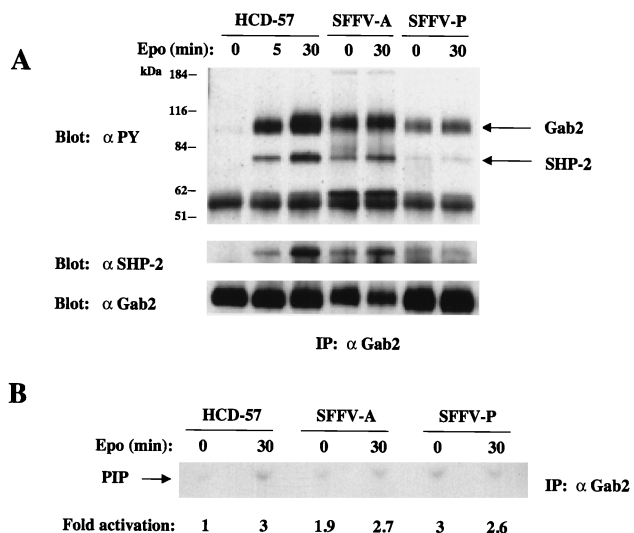 HCD-57 SFFV-A SFFV-P
Epo (min): 0 5 30 0 30 0 30
A
kDa
184–
116–
Gab2
Blot: α PY
84–
SHP-2
62–
51–
Blot: α SHP-2
Blot: α Gab2
IP: α Gab2
B
HCD-57 SFFV-A SFFV-P
Epo (min): 0 30 0 30 0 30
PIP
IP: α Gab2
Fold activation: 1 3 1.9 2.7 3 2.6